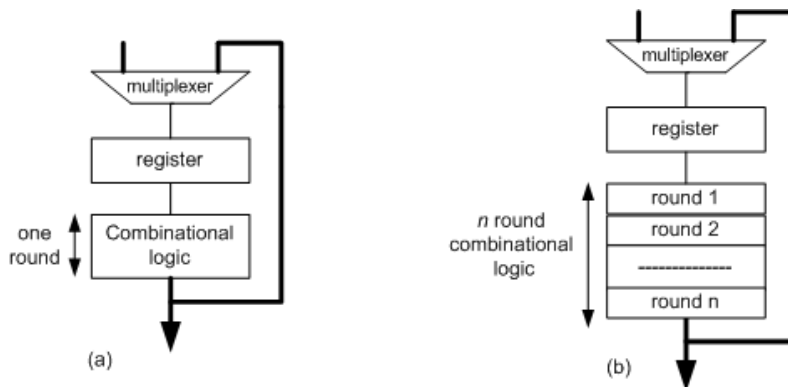 multiplexer
register
one
round
Combinational
logic
(a)
multiplexer
register
n round
combinational
logic
round 1
round 2
--------------
round n
(b)